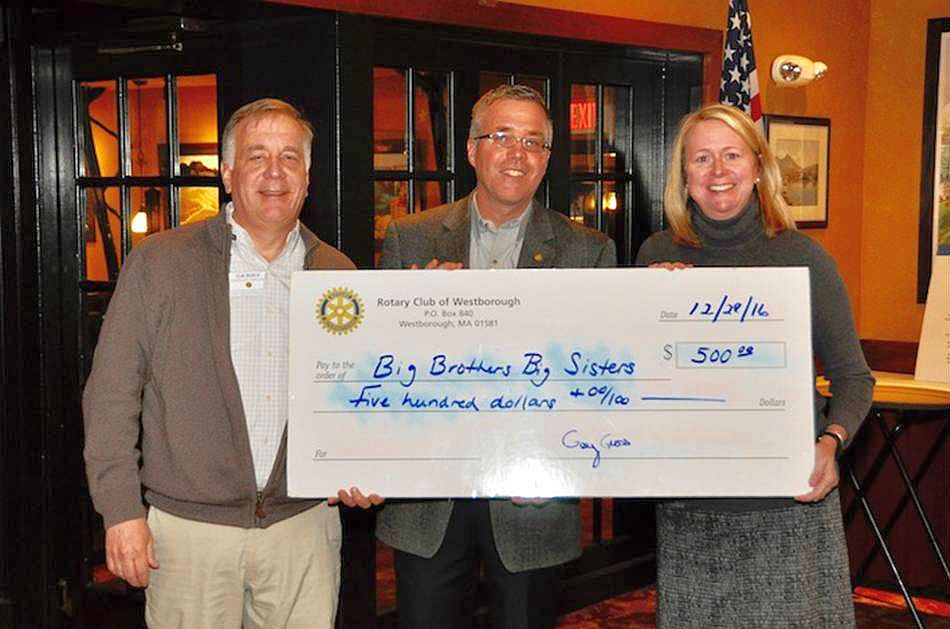 EXIT
Rotary Club of Westborough
P.O. Box 840
Westborough, MA 01581
Date 12/29/16
Pay to the
order of Big Brothers Big Sisters $ 500 00
Five hundred dollars + 00/100 Dollars
For